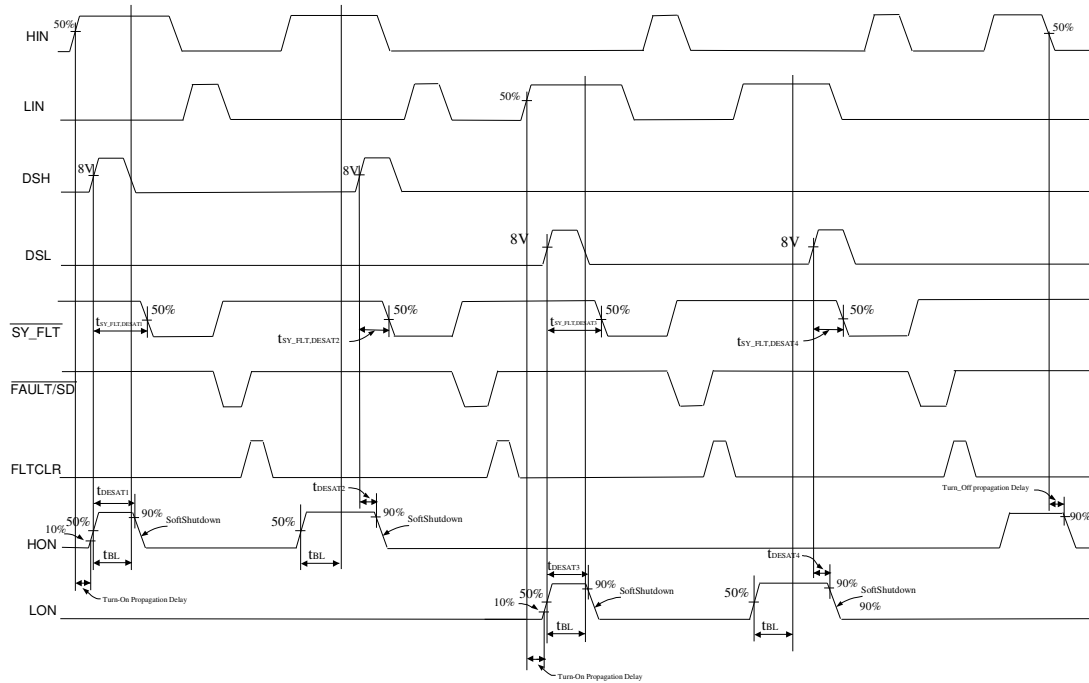 HIN
50%
50%
LIN
50%
DSH
8V
8V
DSL
8V
8V
SY_FLT
tSY_FLT,DESAT1
50%
tSY_FLT,DESAT2
50%
tSY_FLT,DESAT3
50%
tSY_FLT,DESAT4
50%
FAULT/SD
FLTCLR
HON
10%
50%
tDESAT1
90%
SoftShutdown
tBL
50%
tDESAT2
90%
SoftShutdown
tBL
Turn_Off propagation Delay
90%
Turn-On Propagation Delay
LON
10%
50%
tDESAT3
90%
SoftShutdown
tBL
50%
tDESAT4
90%
SoftShutdown
90%
tBL
Turn-On Propagation Delay